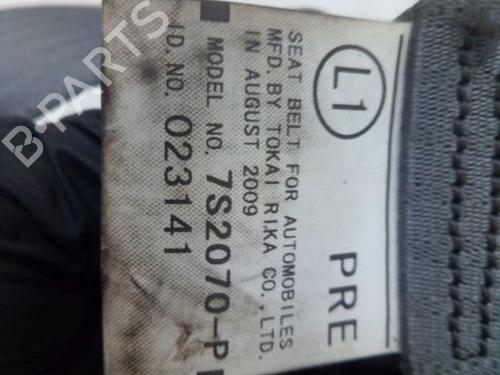 L1
PRE
SEAT BELT FOR AUTOMOBILES
MFD. BY TOKAI RIKA CO., LTD.
IN AUGUST 2009
MODEL NO. 7S2070-P
I.D. NO. 023141
B-PARTS